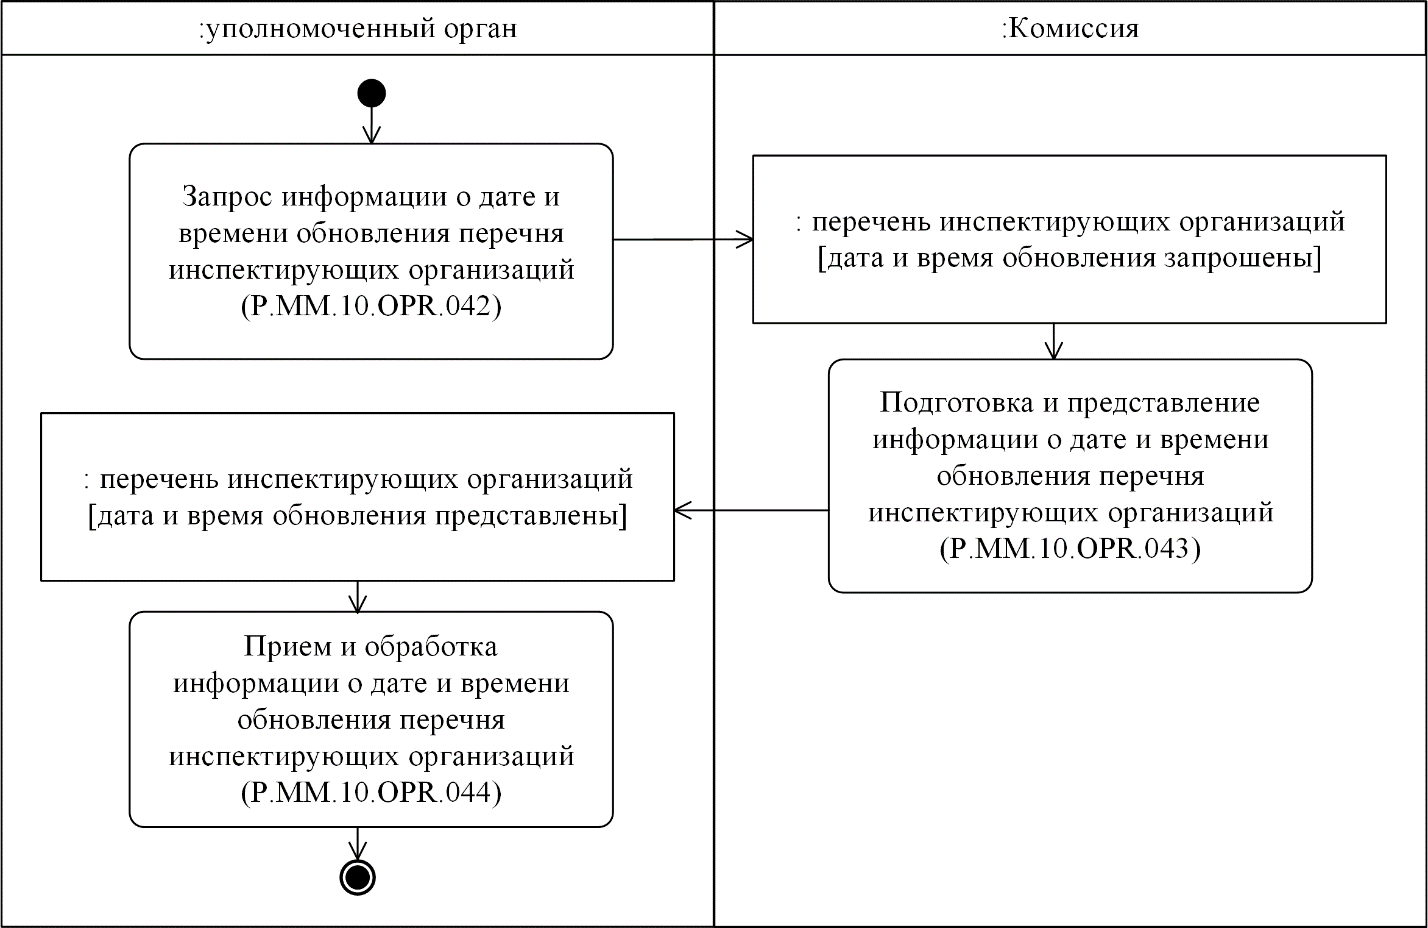 :уполномоченный орган
:Комиссия
Запрос информации о дате и
времени обновления перечня
инспектирующих организаций
(P.MM.10.OPR.042)
: перечень инспектирующих организаций
[дата и время обновления запрошены]
Подготовка и представление
информации о дате и времени
обновления перечня
инспектирующих организаций
(P.MM.10.OPR.043)
: перечень инспектирующих организаций
[дата и время обновления представлены]
Прием и обработка
информации о дате и времени
обновления перечня
инспектирующих организаций
(P.MM.10.OPR.044)